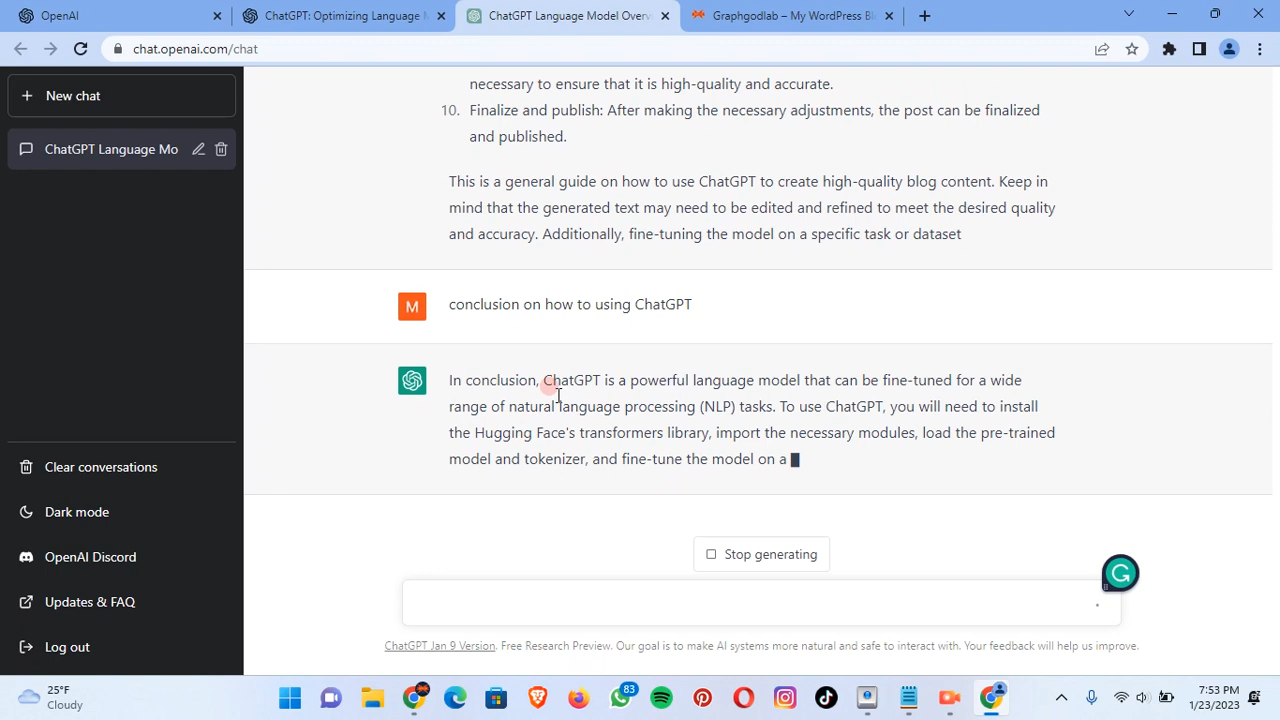 OpenAI
ChatGPT: Optimizing Language M
ChatGPT Language Model Overv
Graphgodlab – My WordPress Bl
chat.openai.com/chat
New chat
ChatGPT Language Mo
necessary to ensure that it is high-quality and accurate.
10. Finalize and publish: After making the necessary adjustments, the post can be finalized
and published.
This is a general guide on how to use ChatGPT to create high-quality blog content. Keep in
mind that the generated text may need to be edited and refined to meet the desired quality
and accuracy. Additionally, fine-tuning the model on a specific task or dataset
M
conclusion on how to using ChatGPT
In conclusion, ChatGPT is a powerful language model that can be fine-tuned for a wide
range of natural language processing (NLP) tasks. To use ChatGPT, you will need to install
the Hugging Face's transformers library, import the necessary modules, load the pre-trained
model and tokenizer, and fine-tune the model on a
Clear conversations
Dark mode
OpenAI Discord
Updates & FAQ
Log out
Stop generating
ChatGPT Jan 9 Version. Free Research Preview. Our goal is to make AI systems more natural and safe to interact with. Your feedback will help us improve.
25°F
Cloudy
83
7:53 PM
1/23/2023